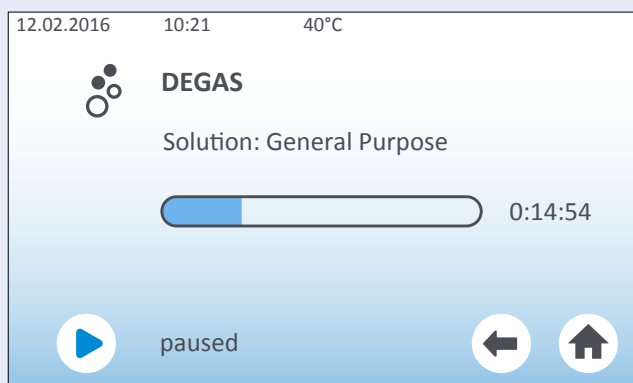 12.02.2016 10:21 40°C
DEGAS
Solution: General Purpose
0:14:54
paused